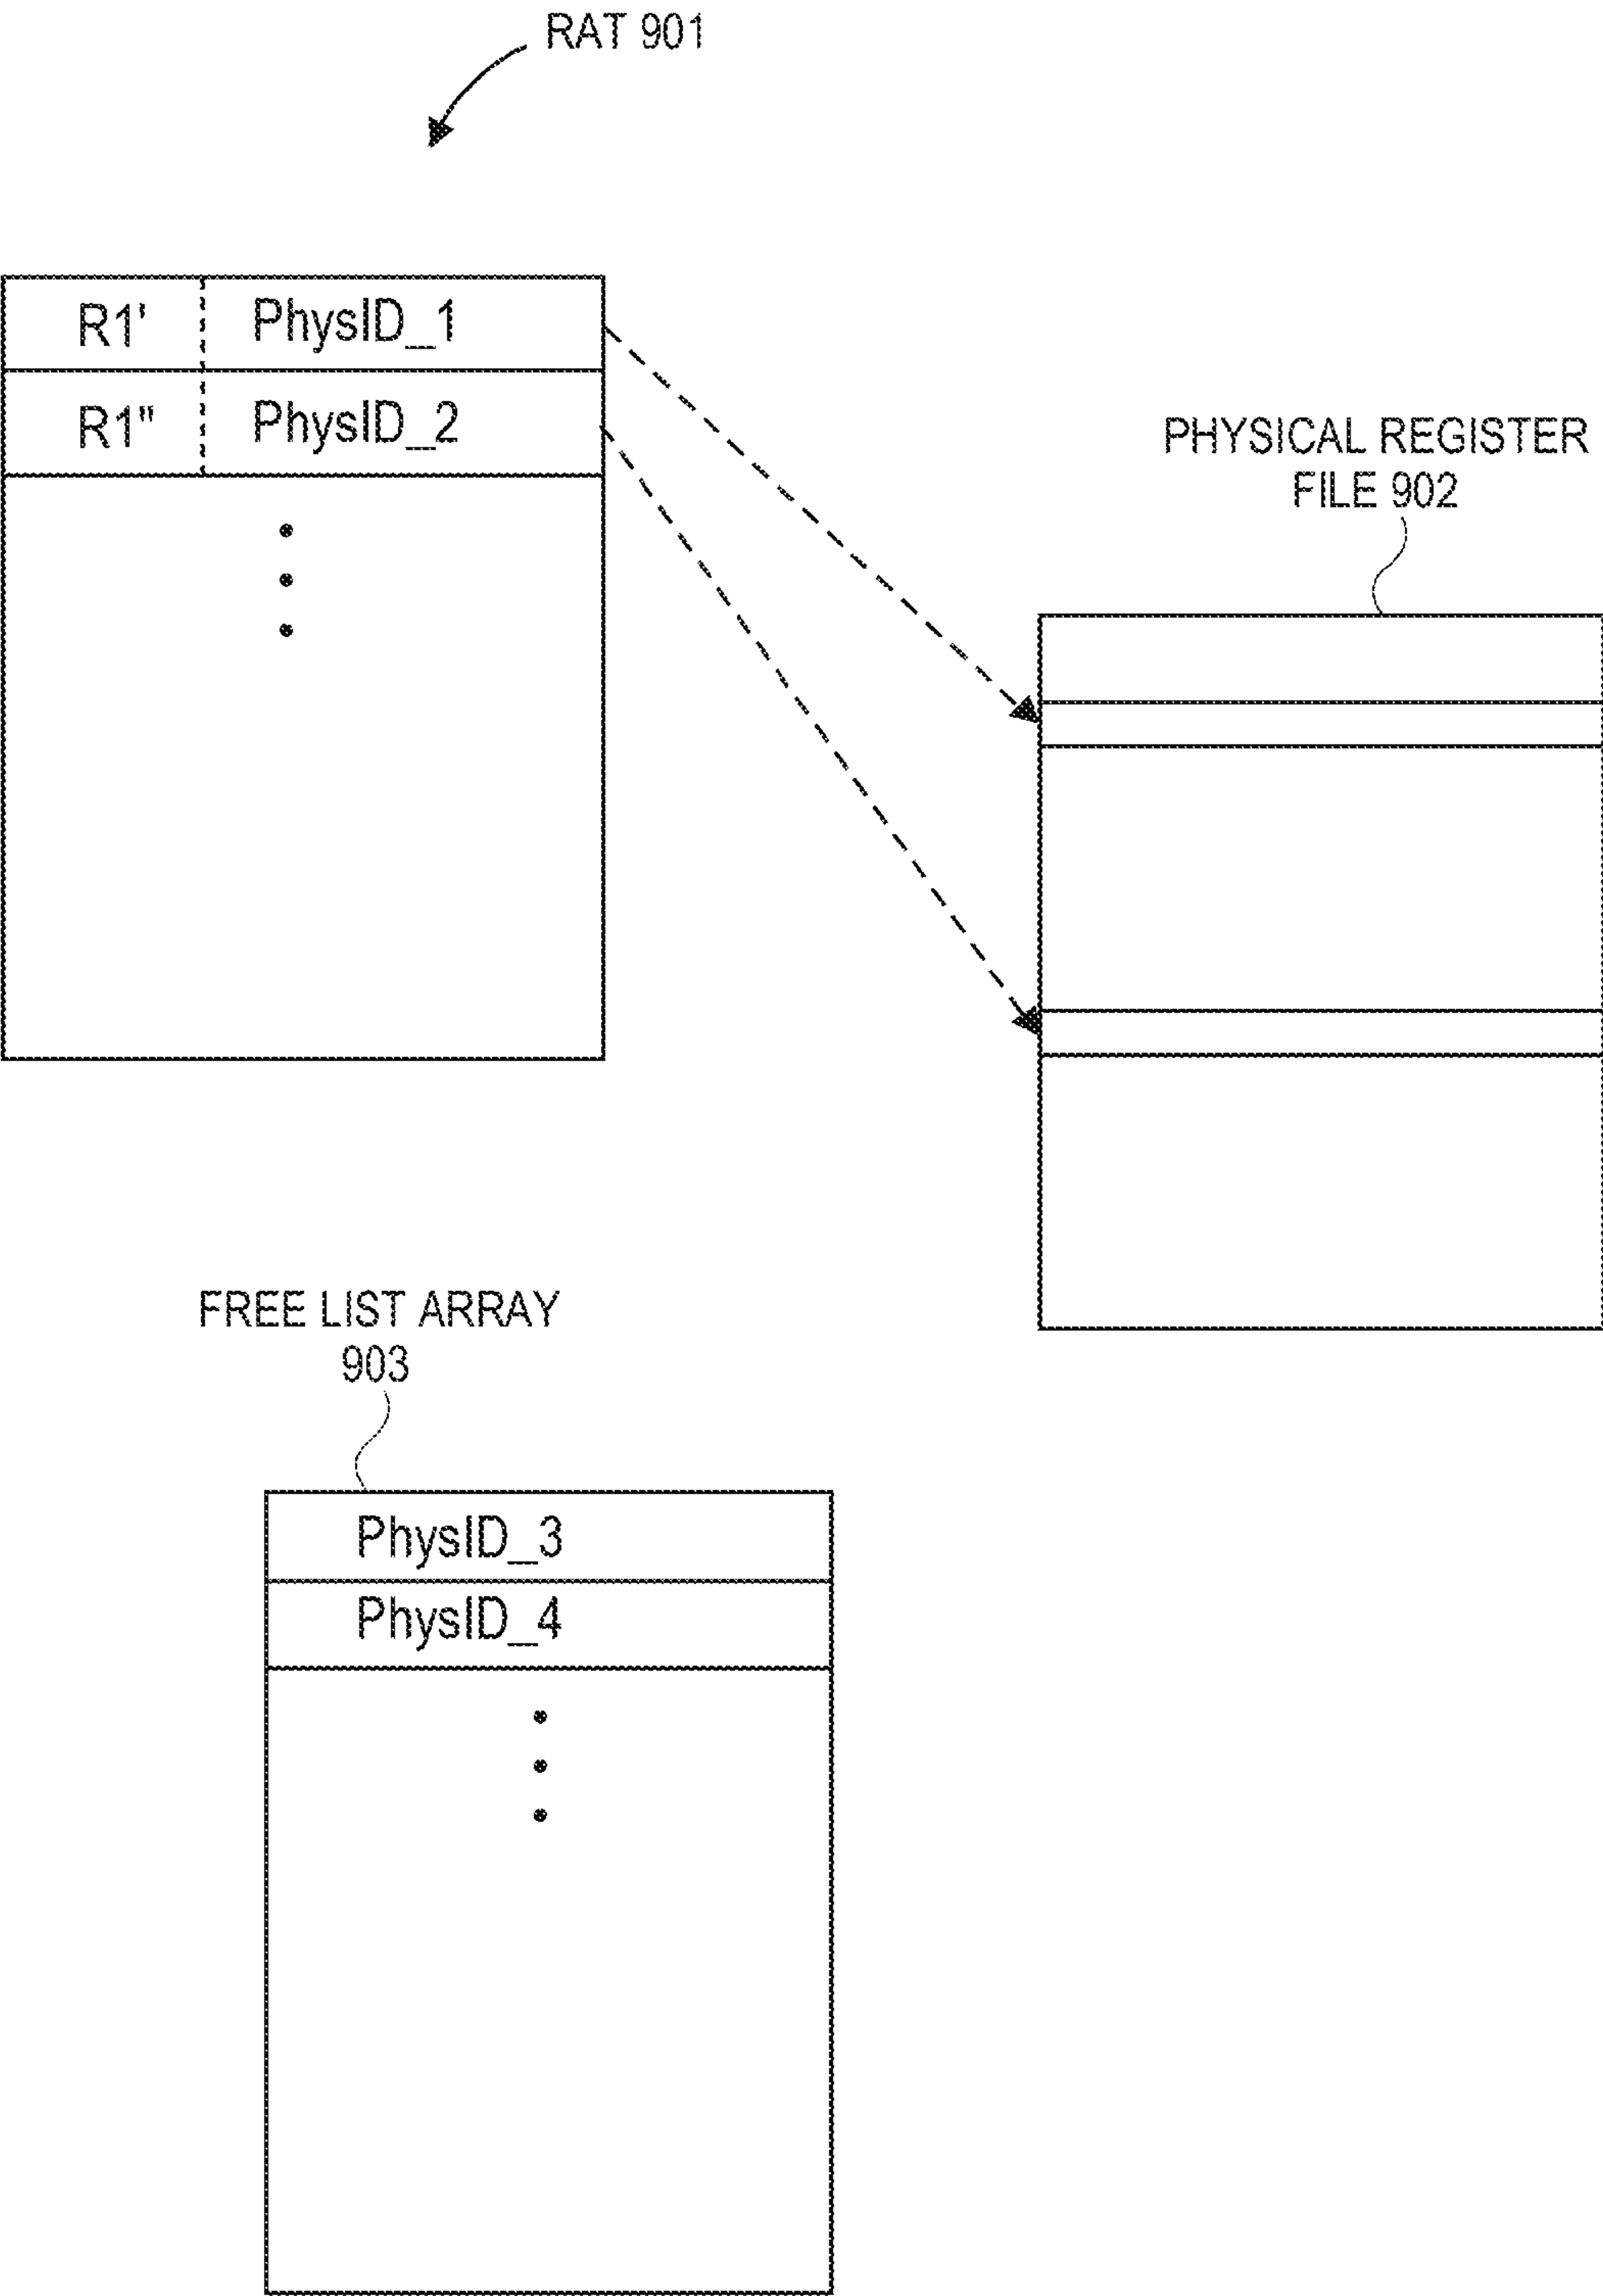 RAT 901
R1' PhysID_1
R1" PhysID_2
PHYSICAL REGISTER
FILE 902
FREE LIST ARRAY
903
PhysID_3
PhysID_4